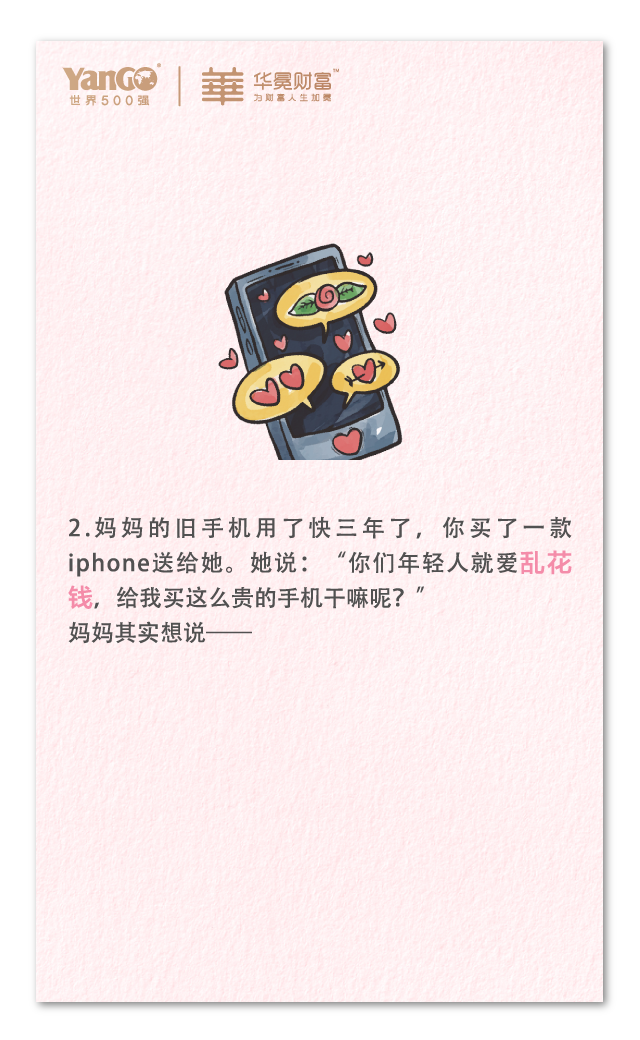 YanGO
世界500强
華
华冕财富™
为财富人生加冕
2.妈妈的旧手机用了快三年了，你买了一款
iphone送给她。她说：“你们年轻人就爱乱花
钱，给我买这么贵的手机干嘛呢？”
妈妈其实想说——